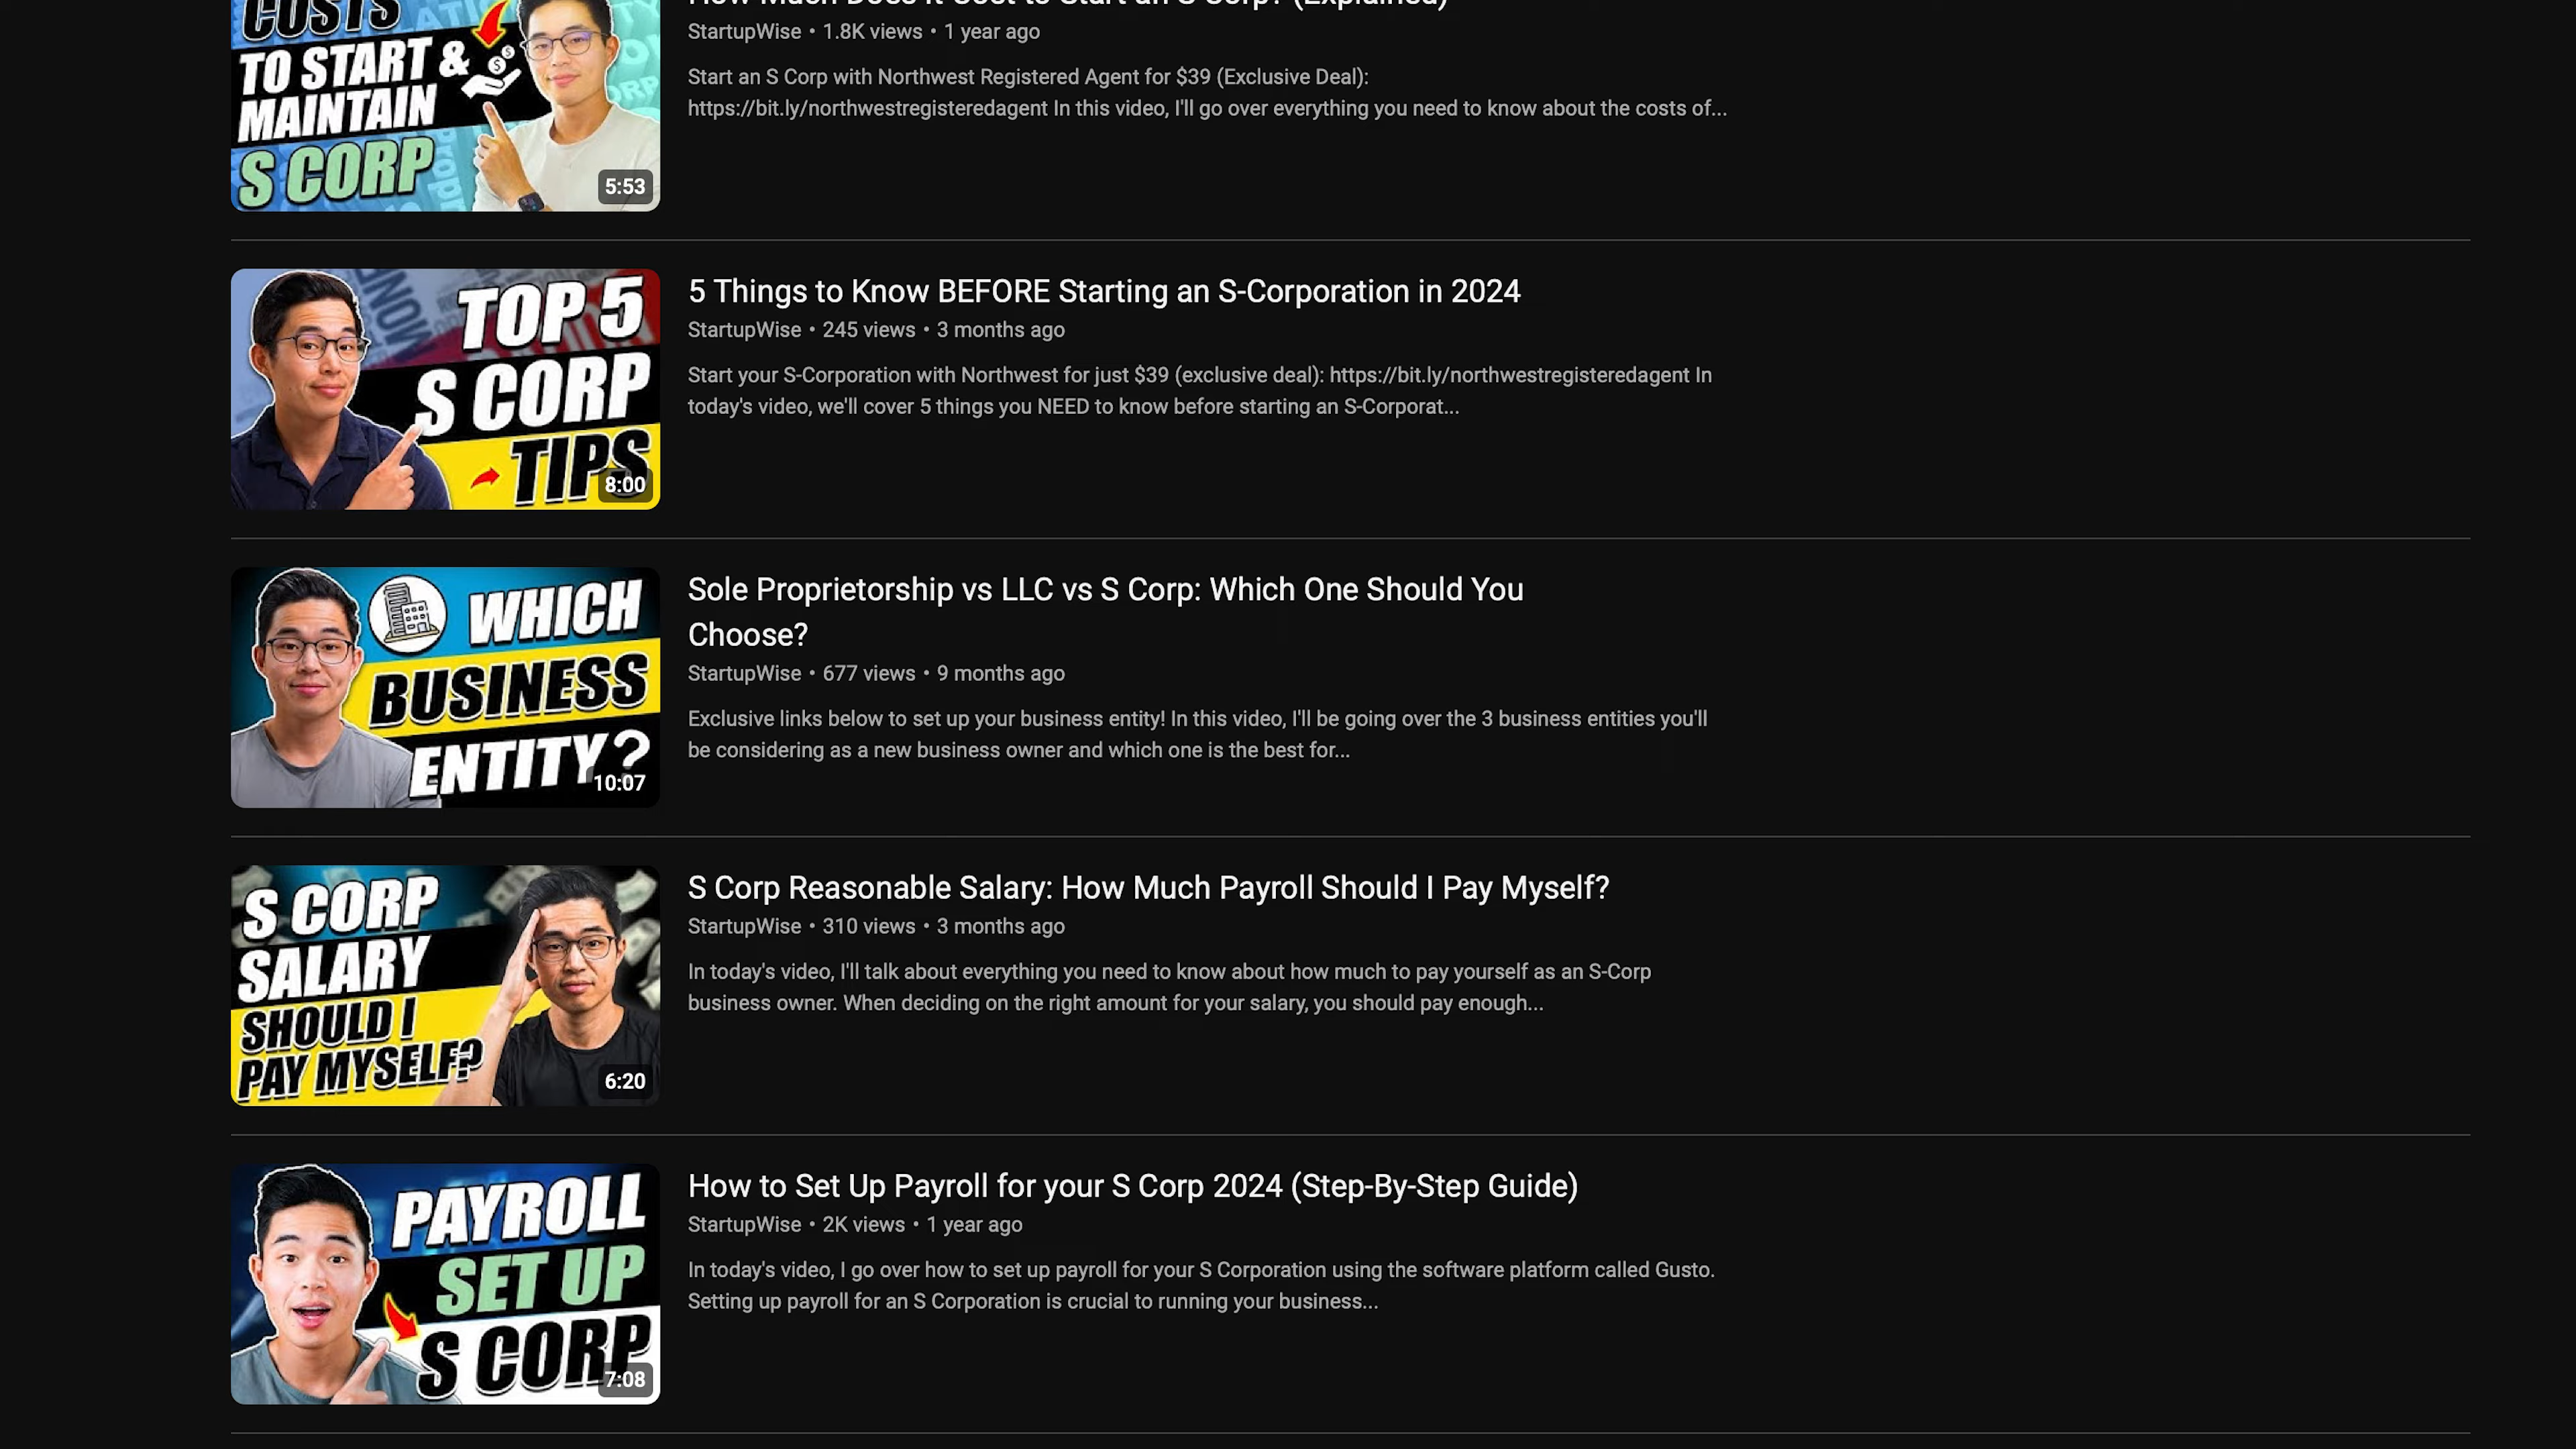 How Much Does It Cost to Start an S Corp? (Explained)
StartupWise • 1.8K views • 1 year ago
Start an S Corp with Northwest Registered Agent for $39 (Exclusive Deal):
https://bit.ly/northwestregisteredagent In this video, I'll go over everything you need to know about the costs of...
COSTS
TO START &
MAINTAIN
S CORP
5:53
5 Things to Know BEFORE Starting an S-Corporation in 2024
StartupWise • 245 views • 3 months ago
Start your S-Corporation with Northwest for just $39 (exclusive deal): https://bit.ly/northwestregisteredagent In
today's video, we'll cover 5 things you NEED to know before starting an S-Corporat...
TOP 5
S CORP
TIPS
8:00
Sole Proprietorship vs LLC vs S Corp: Which One Should You
Choose?
StartupWise • 677 views • 9 months ago
Exclusive links below to set up your business entity! In this video, I'll be going over the 3 business entities you'll
be considering as a new business owner and which one is the best for...
WHICH
BUSINESS
ENTITY?
10:07
S Corp Reasonable Salary: How Much Payroll Should I Pay Myself?
StartupWise • 310 views • 3 months ago
In today's video, I'll talk about everything you need to know about how much to pay yourself as an S-Corp
business owner. When deciding on the right amount for your salary, you should pay enough...
S CORP
SALARY
SHOULD I
PAY MYSELF?
6:20
How to Set Up Payroll for your S Corp 2024 (Step-By-Step Guide)
StartupWise • 2K views • 1 year ago
In today's video, I go over how to set up payroll for your S Corporation using the software platform called Gusto.
Setting up payroll for an S Corporation is crucial to running your business...
PAYROLL
SET UP
S CORP
7:08